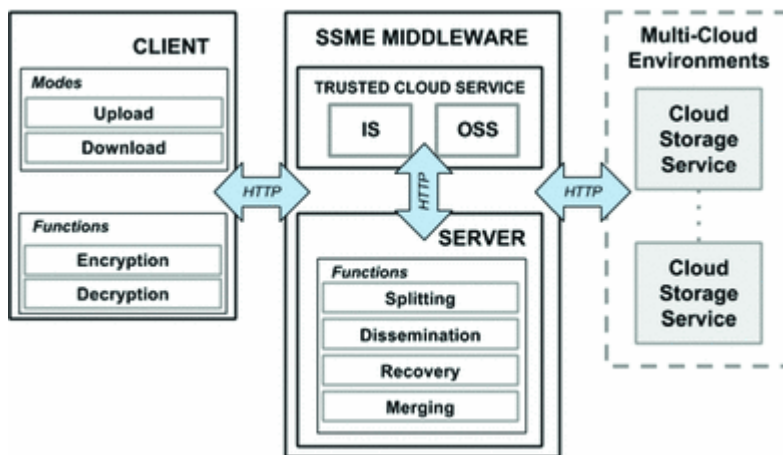 CLIENT
Modes
Upload
Download
HTTP
Functions
Encryption
Decryption
SSME MIDDLEWARE
TRUSTED CLOUD SERVICE
IS
OSS
HTTP
SERVER
Functions
Splitting
Dissemination
Recovery
Merging
HTTP
Multi-Cloud
Environments
Cloud
Storage
Service
Cloud
Storage
Service